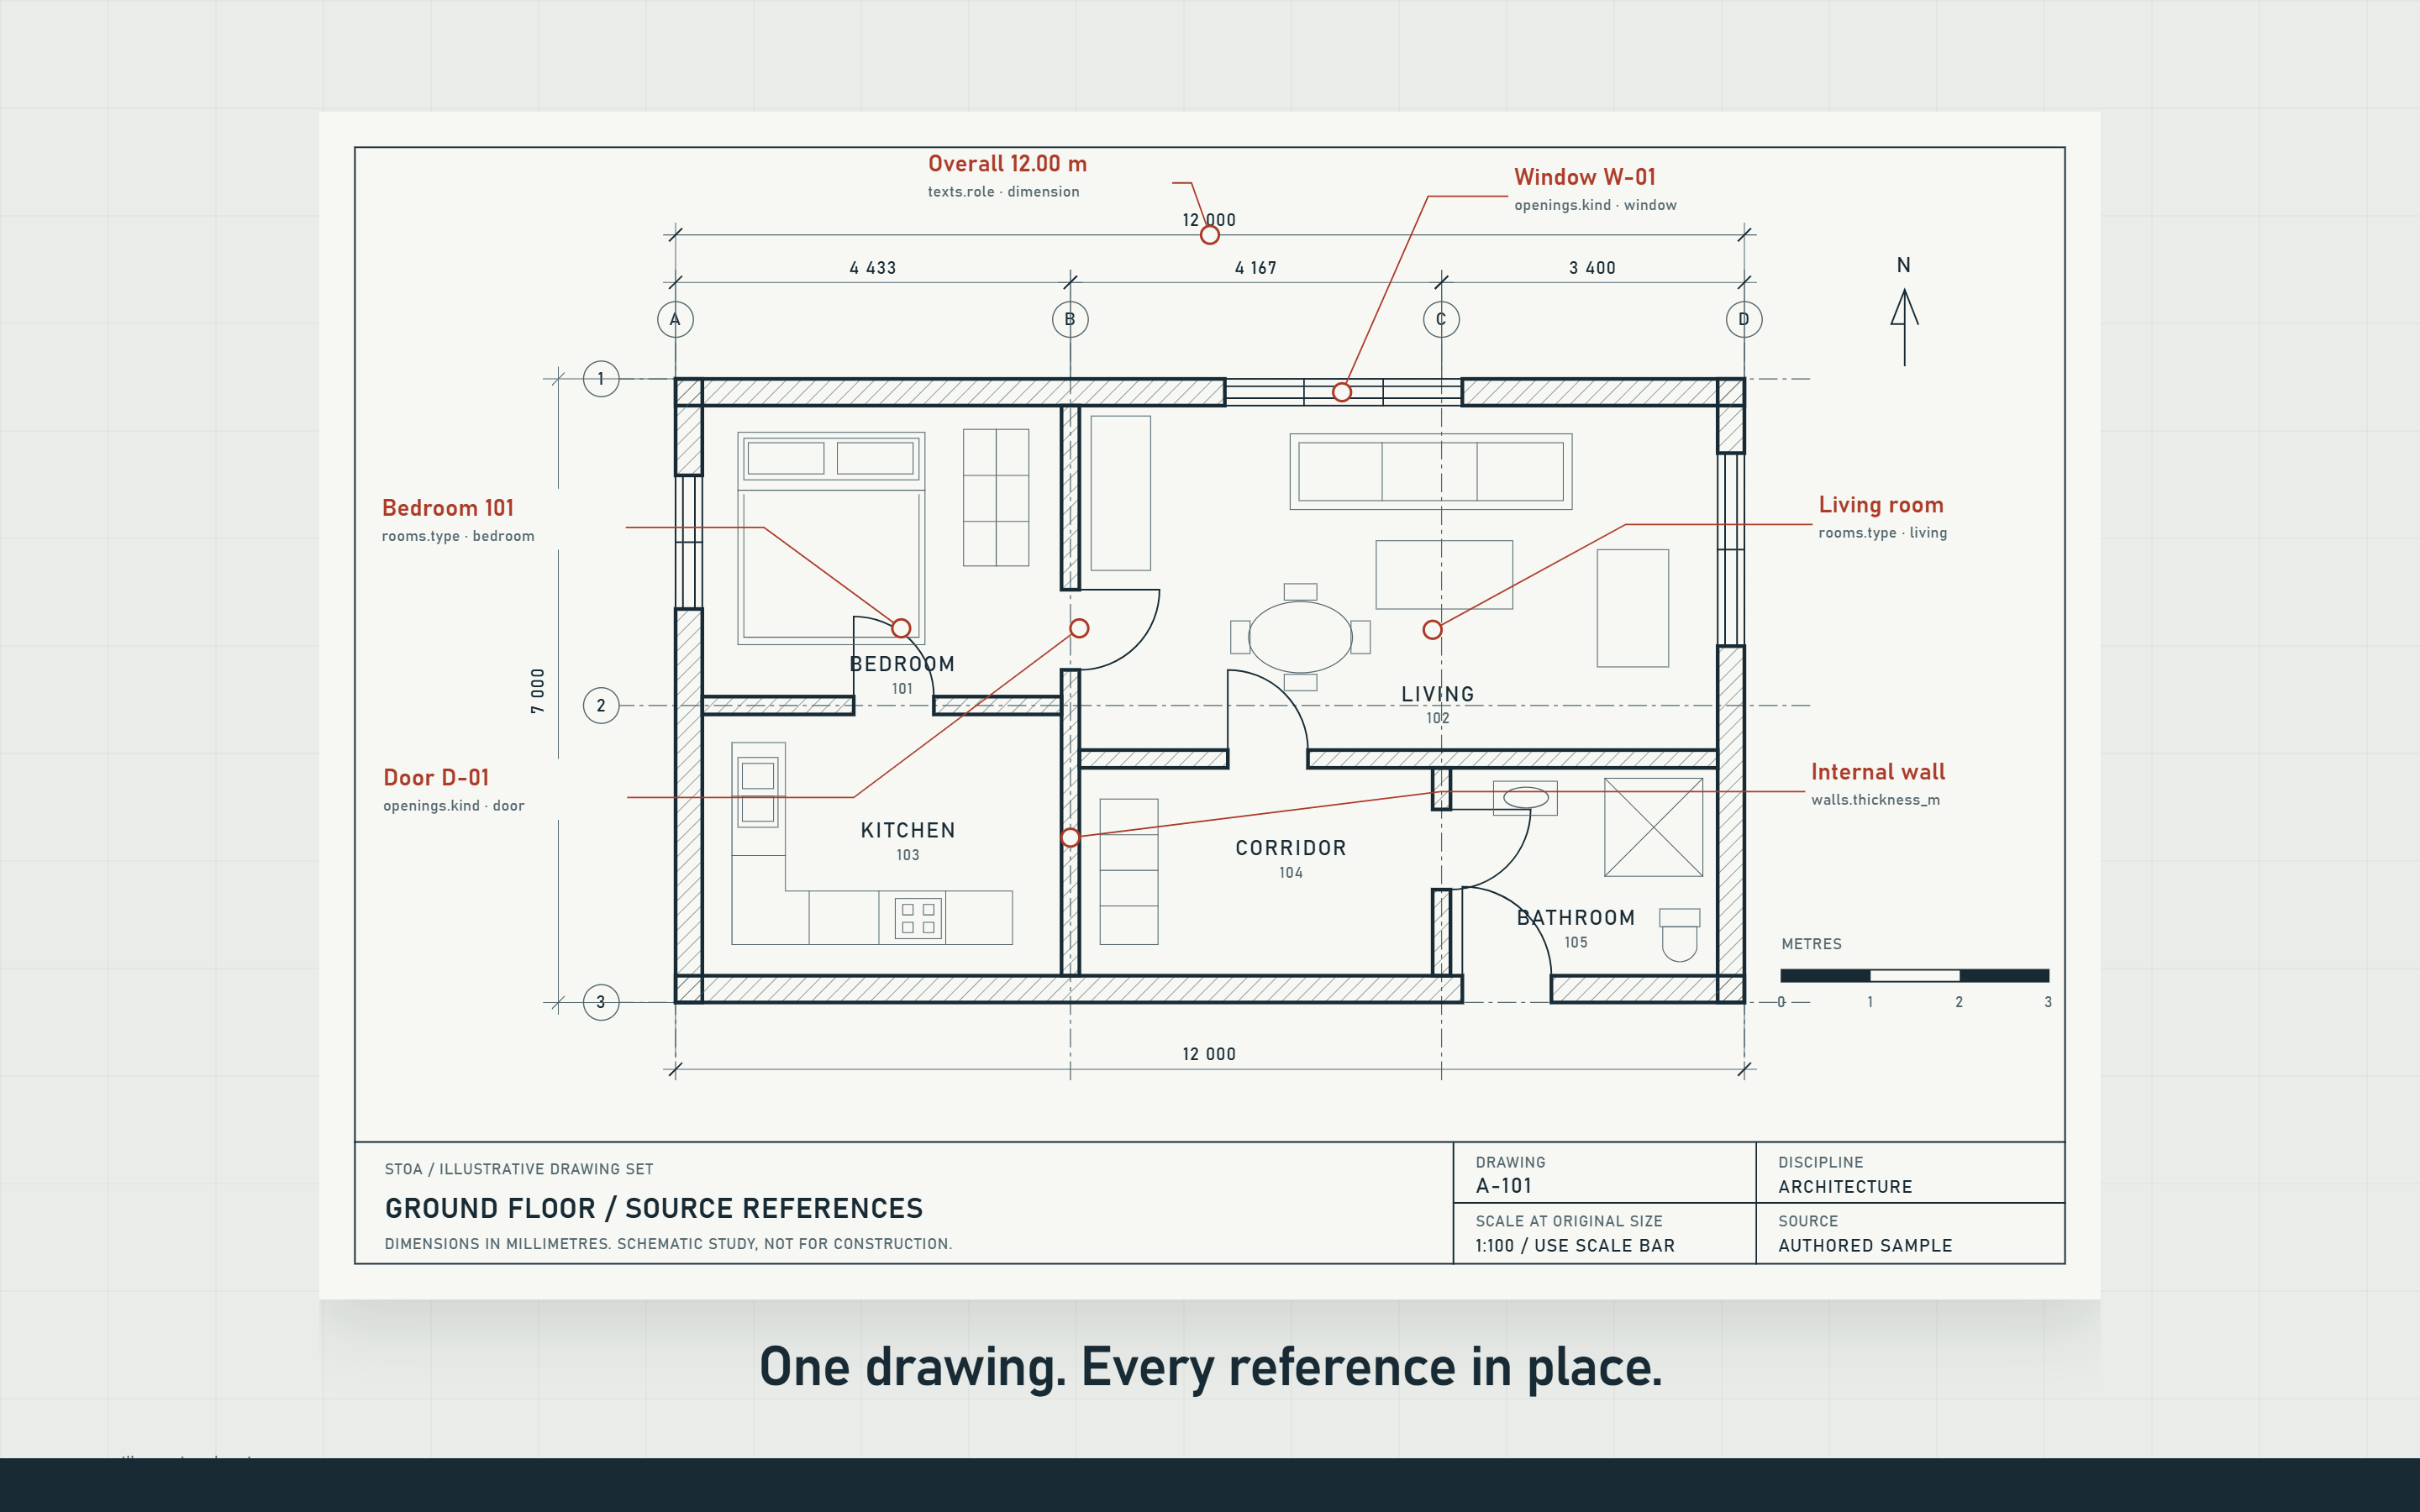 Overall 12.00 m
texts.role · dimension
Window W-01
openings.kind · window
12 000
4 433
4 167
3 400
N
A
B
C
D
1
Bedroom 101
rooms.type · bedroom
Living room
rooms.type · living
BEDROOM
101
7 000
2
LIVING
102
Door D-01
openings.kind · door
Internal wall
walls.thickness_m
KITCHEN
103
CORRIDOR
104
BATHROOM
105
METRES
0 1 2 3
3
12 000
STOA / ILLUSTRATIVE DRAWING SET
GROUND FLOOR / SOURCE REFERENCES
DIMENSIONS IN MILLIMETRES. SCHEMATIC STUDY, NOT FOR CONSTRUCTION.
DRAWING
A-101
DISCIPLINE
ARCHITECTURE
SCALE AT ORIGINAL SIZE
1:100 / USE SCALE BAR
SOURCE
AUTHORED SAMPLE
One drawing. Every reference in place.